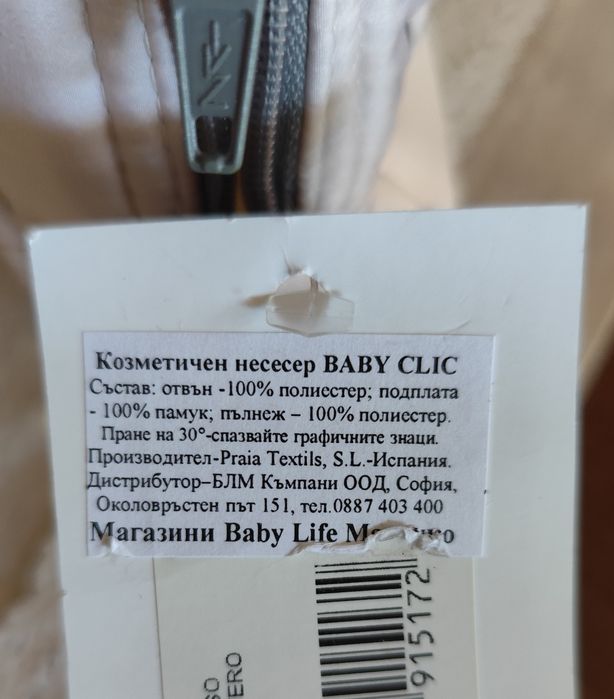 Козметичен несесер BABY CLIC
Състав: отвън -100% полиестер; подплата
- 100% памук; пълнеж – 100% полиестер.
Пране на 30°-спазвайте графичните знаци.
Производител-Praia Textils, S.L.-Испания.
Дистрибутор–БЛМ Къмпани ООД, София,
Околовръстен път 151, тел.0887 403 400
Магазини Baby Life
915172